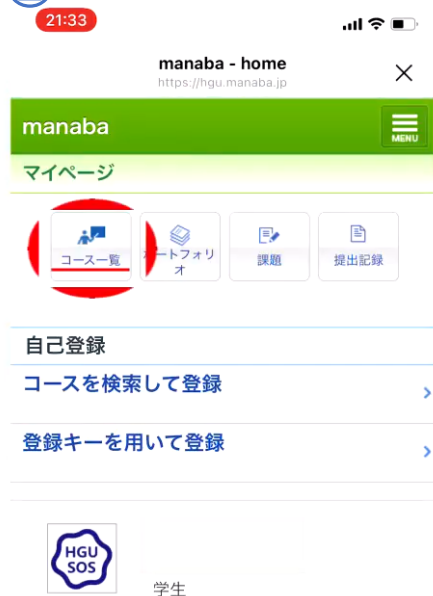 21:33
manaba - home
https://hgu.manaba.jp
manaba
MENU
マイページ
コース一覧
ートフォリ
オ
課題
提出記録
自己登録
コースを検索して登録
登録キーを用いて登録
HGU
SOS
学生